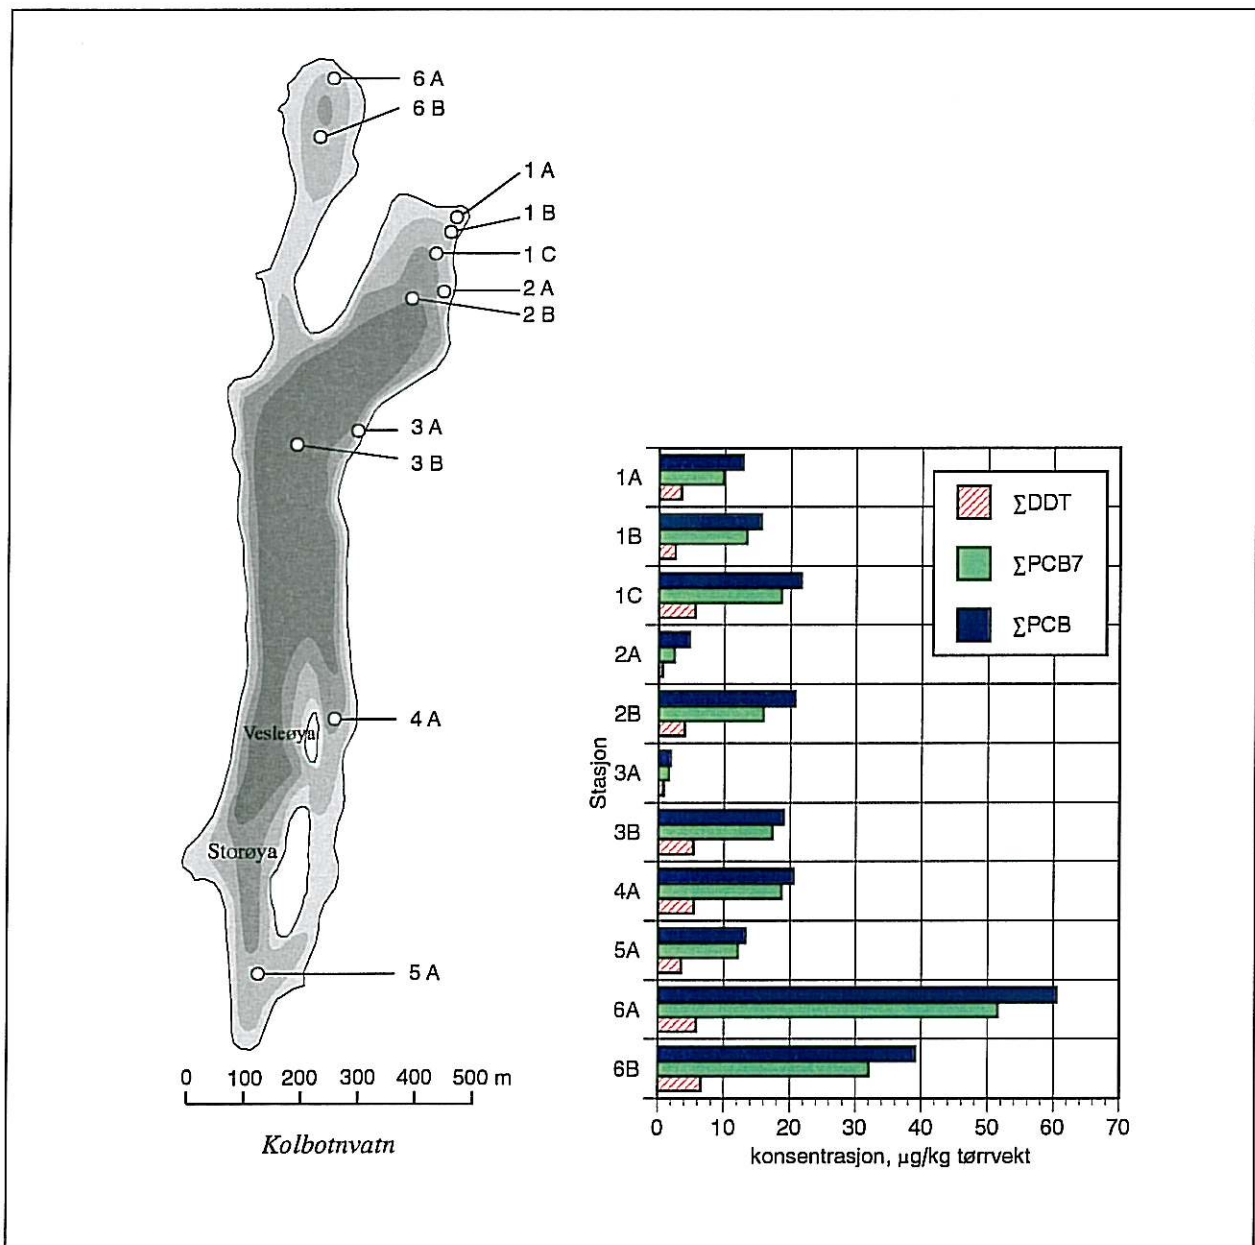 6 A
6 B
1 A
1 B
1 C
2 A
2 B
3 A
3 B
4 A
Vesleøya
Storøya
5 A
0 100 200 300 400 500 m
Kolbotnvatn
1A
1B
1C
2A
2B
3A
3B
4A
5A
6A
6B
Stasjon
ΣDDT
ΣPCB7
ΣPCB
0 10 20 30 40 50 60 70
konsentrasjon, µg/kg tørrvekt